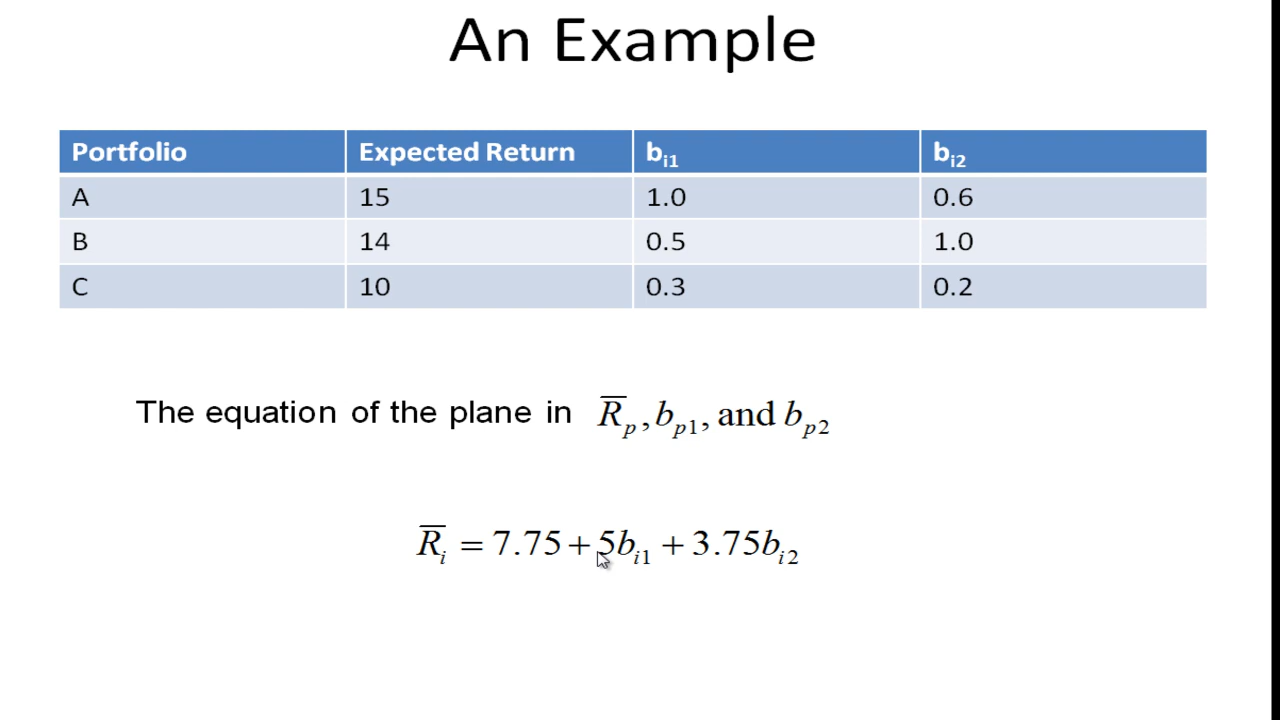 An Example
Portfolio Expected Return b_i1 b_i2
A 15 1.0 0.6
B 14 0.5 1.0
C 10 0.3 0.2
The equation of the plane in R̅_p, b_p1, and b_p2
R̅_i = 7.75 + 5b_i1 + 3.75b_i2